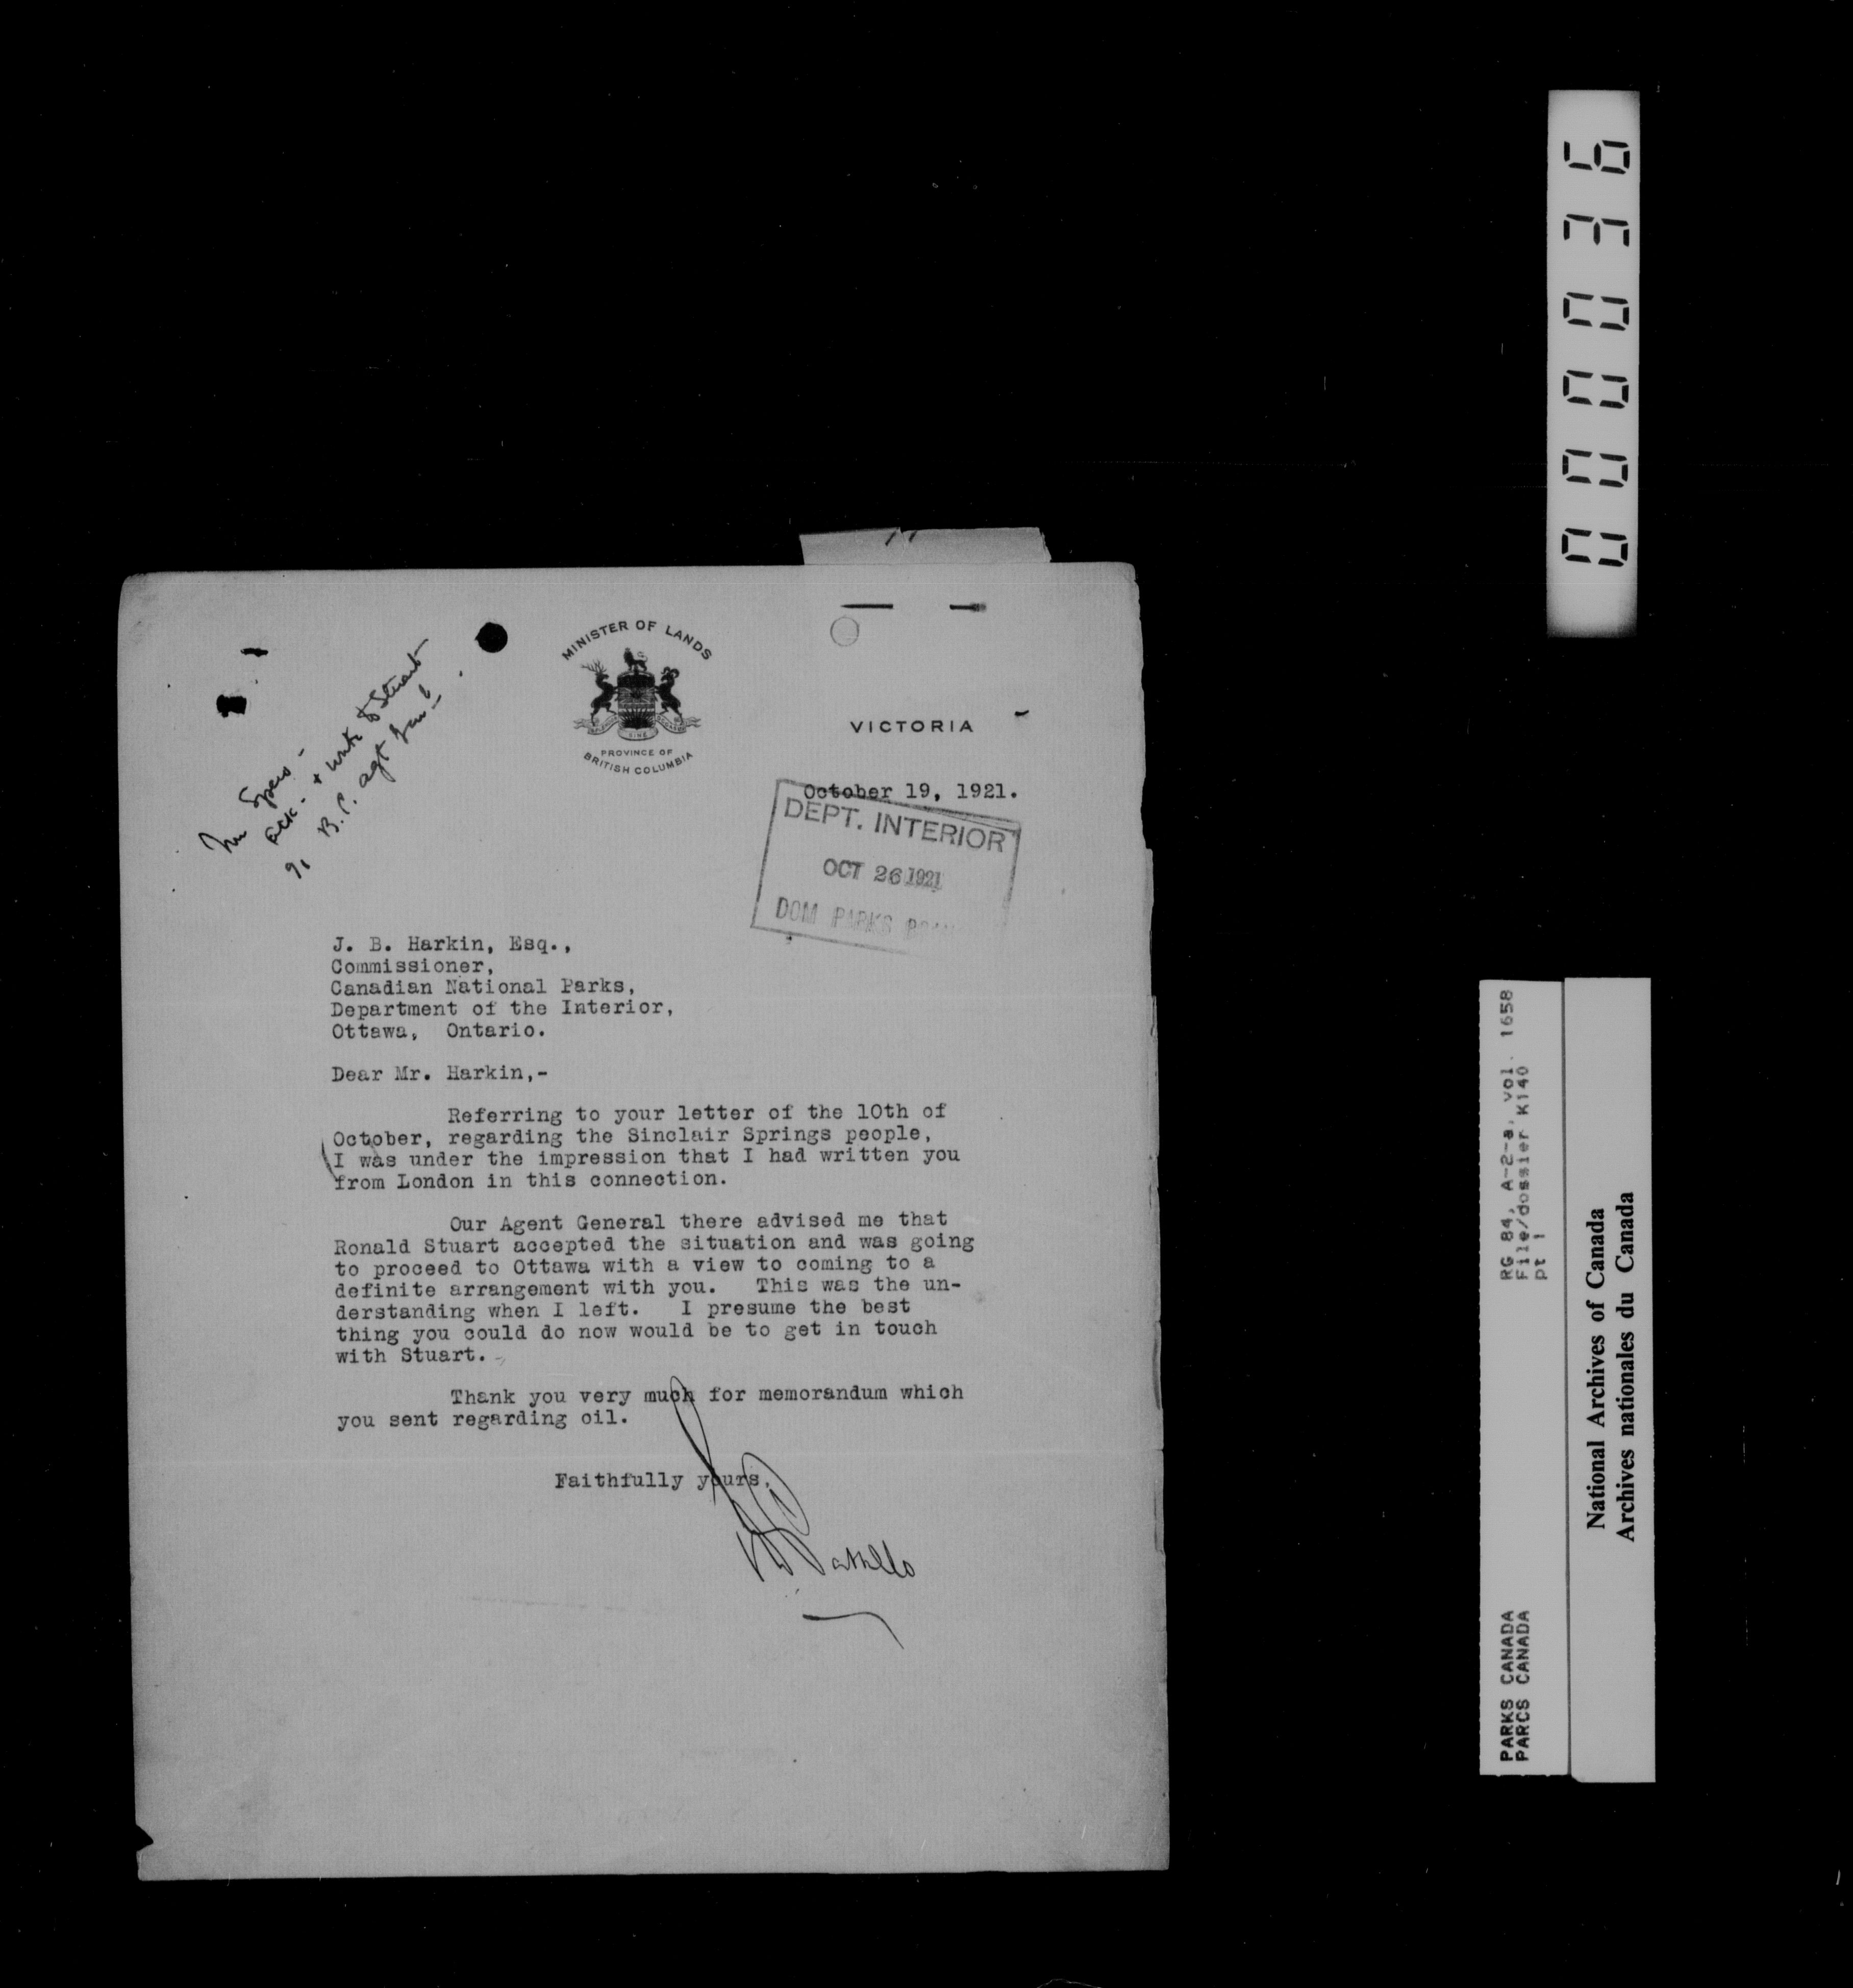 MINISTER OF LANDS
PROVINCE OF
BRITISH COLUMBIA
VICTORIA
October 19, 1921.
DEPT. INTERIOR
OCT 26 1921
DOM PARKS
ack. + write Stuart
B.C. agt Gen'l
J. B. Harkin, Esq.,
Commissioner,
Canadian National Parks,
Department of the Interior,
Ottawa, Ontario.
Dear Mr. Harkin,-
Referring to your letter of the 10th of
October, regarding the Sinclair Springs people,
I was under the impression that I had written you
from London in this connection.
Our Agent General there advised me that
Ronald Stuart accepted the situation and was going
to proceed to Ottawa with a view to coming to a
definite arrangement with you. This was the un-
derstanding when I left. I presume the best
thing you could do now would be to get in touch
with Stuart.
Thank you very much for memorandum which
you sent regarding oil.
Faithfully yours,
Pattullo
000036
RG 84, A-2-a, vol. 1658
File/dossier K140
pt 1
PARKS CANADA
PARCS CANADA
National Archives of Canada
Archives nationales du Canada